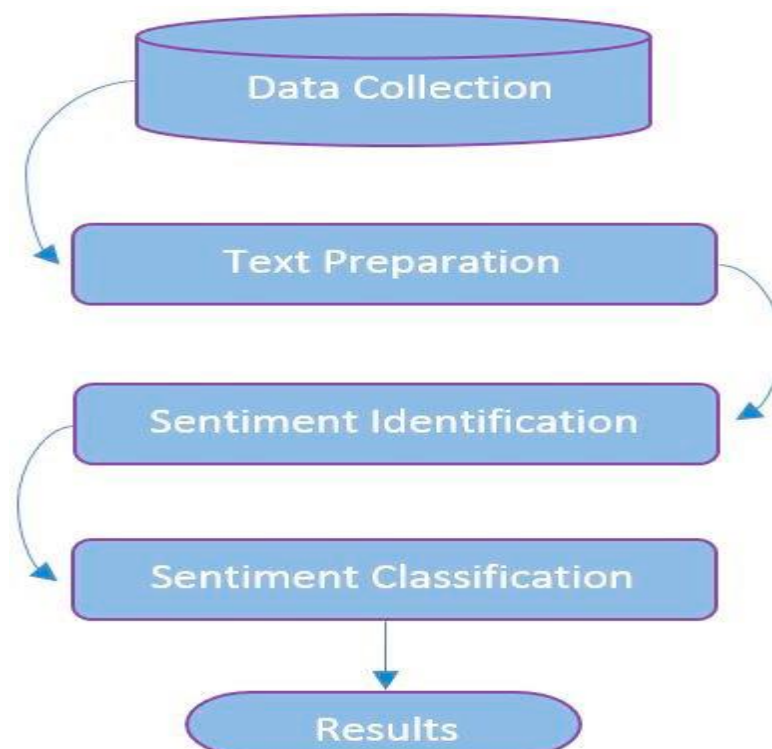 Data Collection
Text Preparation
Sentiment Identification
Sentiment Classification
Results